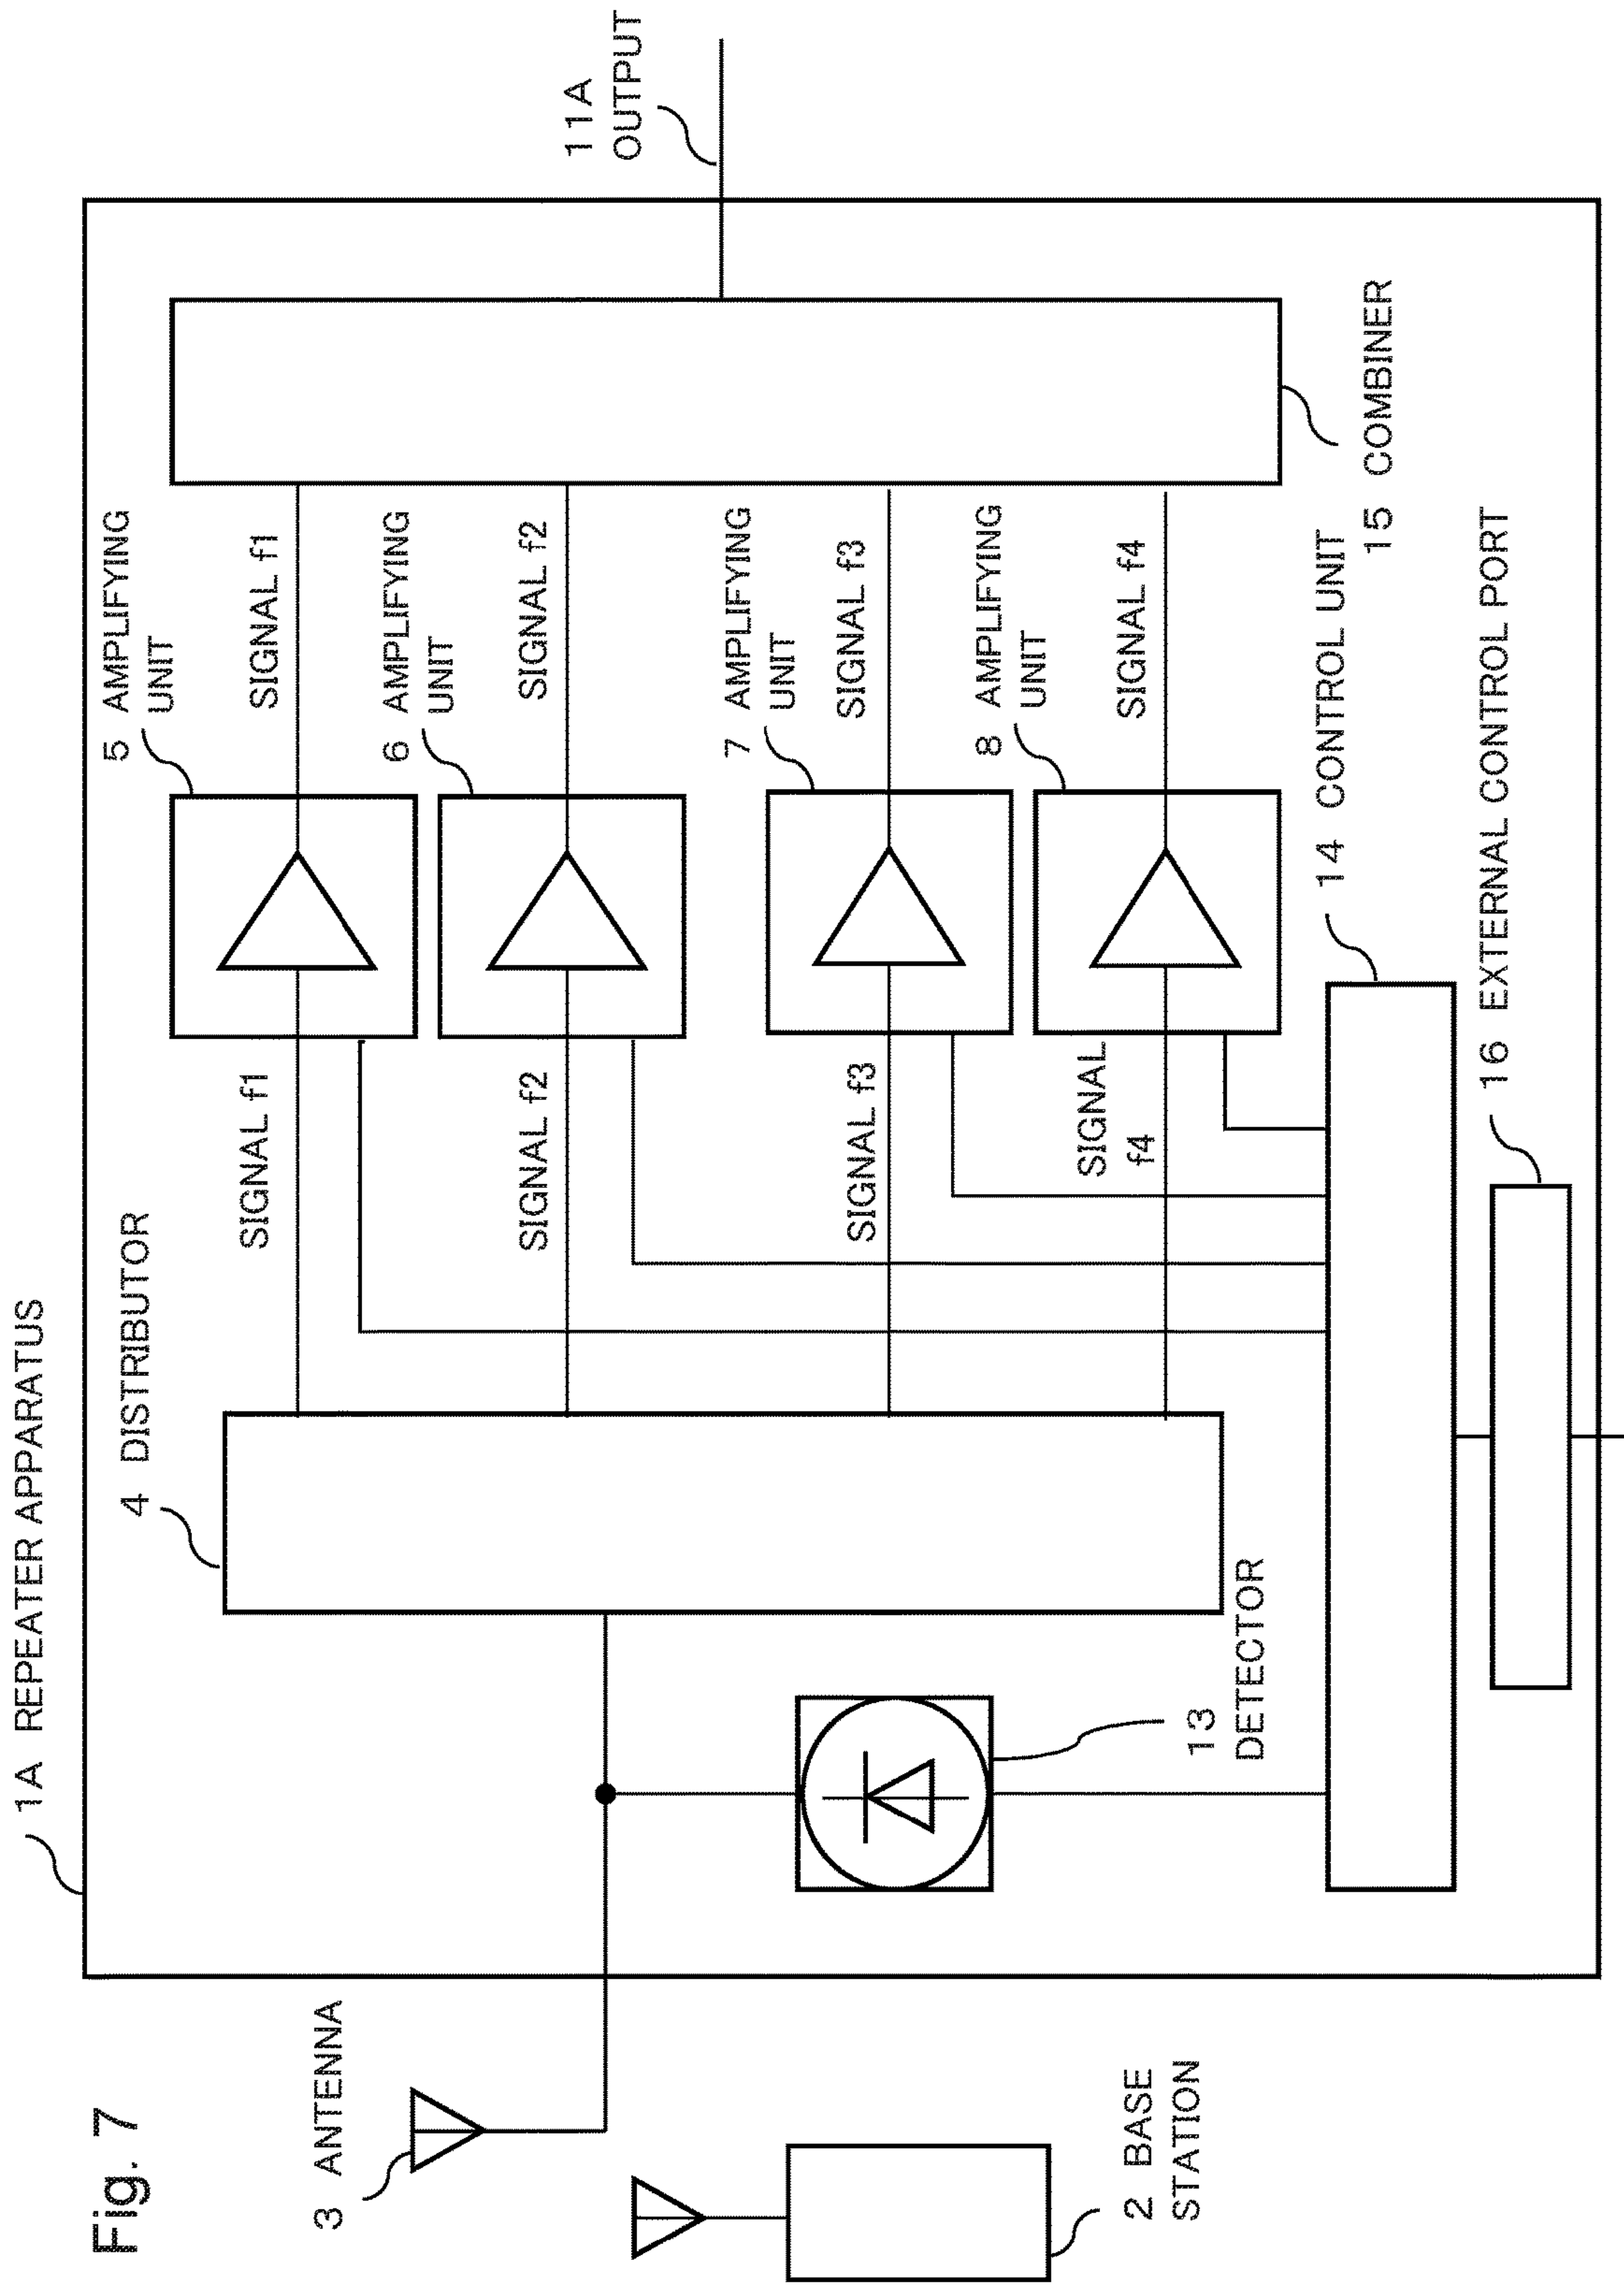 Fig. 7
1A REPEATER APPARATUS
3 ANTENNA
2 BASE
STATION
4 DISTRIBUTOR
13
DETECTOR
SIGNAL f1
SIGNAL f2
SIGNAL f3
SIGNAL
f4
5 AMPLIFYING
UNIT
SIGNAL f1
6 AMPLIFYING
UNIT
SIGNAL f2
7 AMPLIFYING
UNIT
SIGNAL f3
8 AMPLIFYING
UNIT
SIGNAL f4
14 CONTROL UNIT
15 COMBINER
16 EXTERNAL CONTROL PORT
11A
OUTPUT